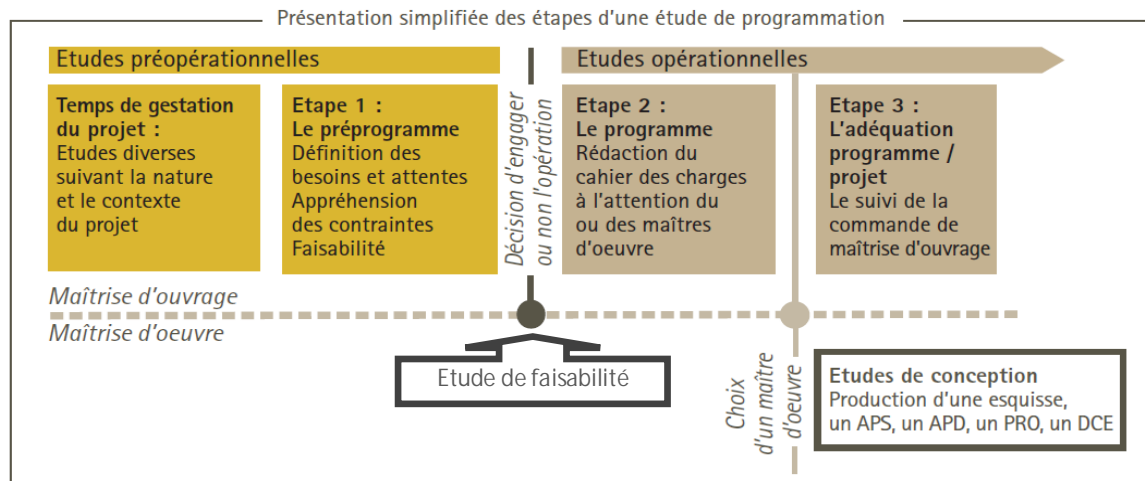 Présentation simplifiée des étapes d'une étude de programmation
Etudes préopérationnelles
Etudes opérationnelles
Temps de gestation
du projet :
Etudes diverses
suivant la nature
et le contexte
du projet
Etape 1 :
Le préprogramme
Définition des
besoins et attentes
Appréhension
des contraintes
Faisabilité
Décision d'engager
ou non l'opération
Etape 2 :
Le programme
Rédaction du
cahier des charges
à l'attention du
ou des maîtres
d'oeuvre
Etape 3 :
L'adéquation
programme /
projet
Le suivi de la
commande de
maîtrise d'ouvrage
Maîtrise d'ouvrage
Maîtrise d'oeuvre
Etude de faisabilité
Choix
d'un maître
d'oeuvre
Etudes de conception
Production d'une esquisse,
un APS, un APD, un PRO, un DCE